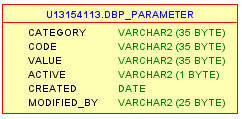 U13154113.DBP_PARAMETER
CATEGORY VARCHAR2 (35 BYTE)
CODE VARCHAR2 (35 BYTE)
VALUE VARCHAR2 (35 BYTE)
ACTIVE VARCHAR2 (1 BYTE)
CREATED DATE
MODIFIED_BY VARCHAR2 (25 BYTE)